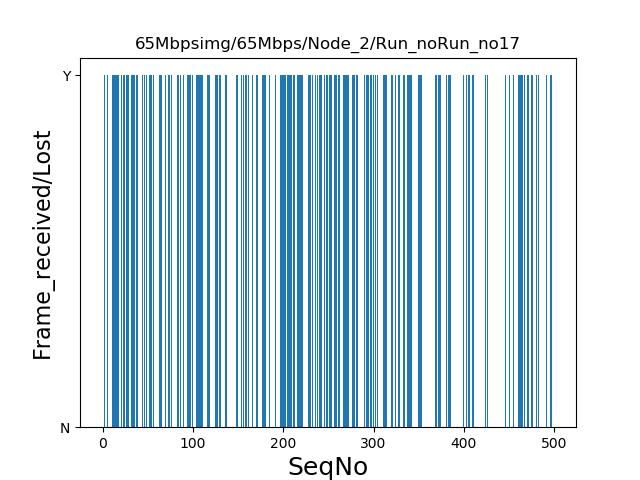 65Mbpsimg/65Mbps/Node_2/Run_noRun_no17
Y
Frame_received/Lost
N
0 100 200 300 400 500
SeqNo